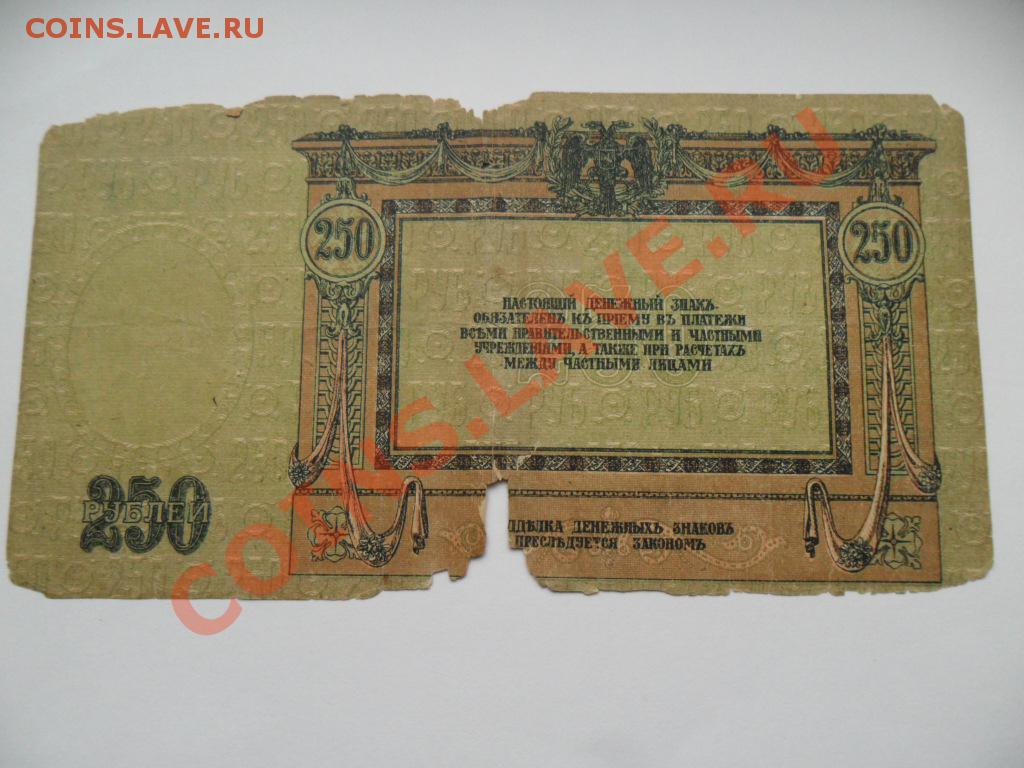 COINS.LAVE.RU
250
250
НАСТОЯЩІЙ ДЕНЕЖНЫЙ ЗНАКЪ
ОБЯЗАТЕЛЕНЪ КЪ ПРІЕМУ ВЪ ПЛАТЕЖИ
ВСѢМИ ПРАВИТЕЛЬСТВЕННЫМИ И ЧАСТНЫМИ
УЧРЕЖДЕНІЯМИ, А ТАКЖЕ ПРИ РАСЧЕТАХЪ
МЕЖДУ ЧАСТНЫМИ ЛИЦАМИ
250
РУБЛЕЙ
ДДѢЛКА ДЕНЕЖНЫХЪ ЗНАКОВЪ
ПРЕСЛѢДУЕТСЯ ЗАКОНОМЪ
COINS.LAVE.RU